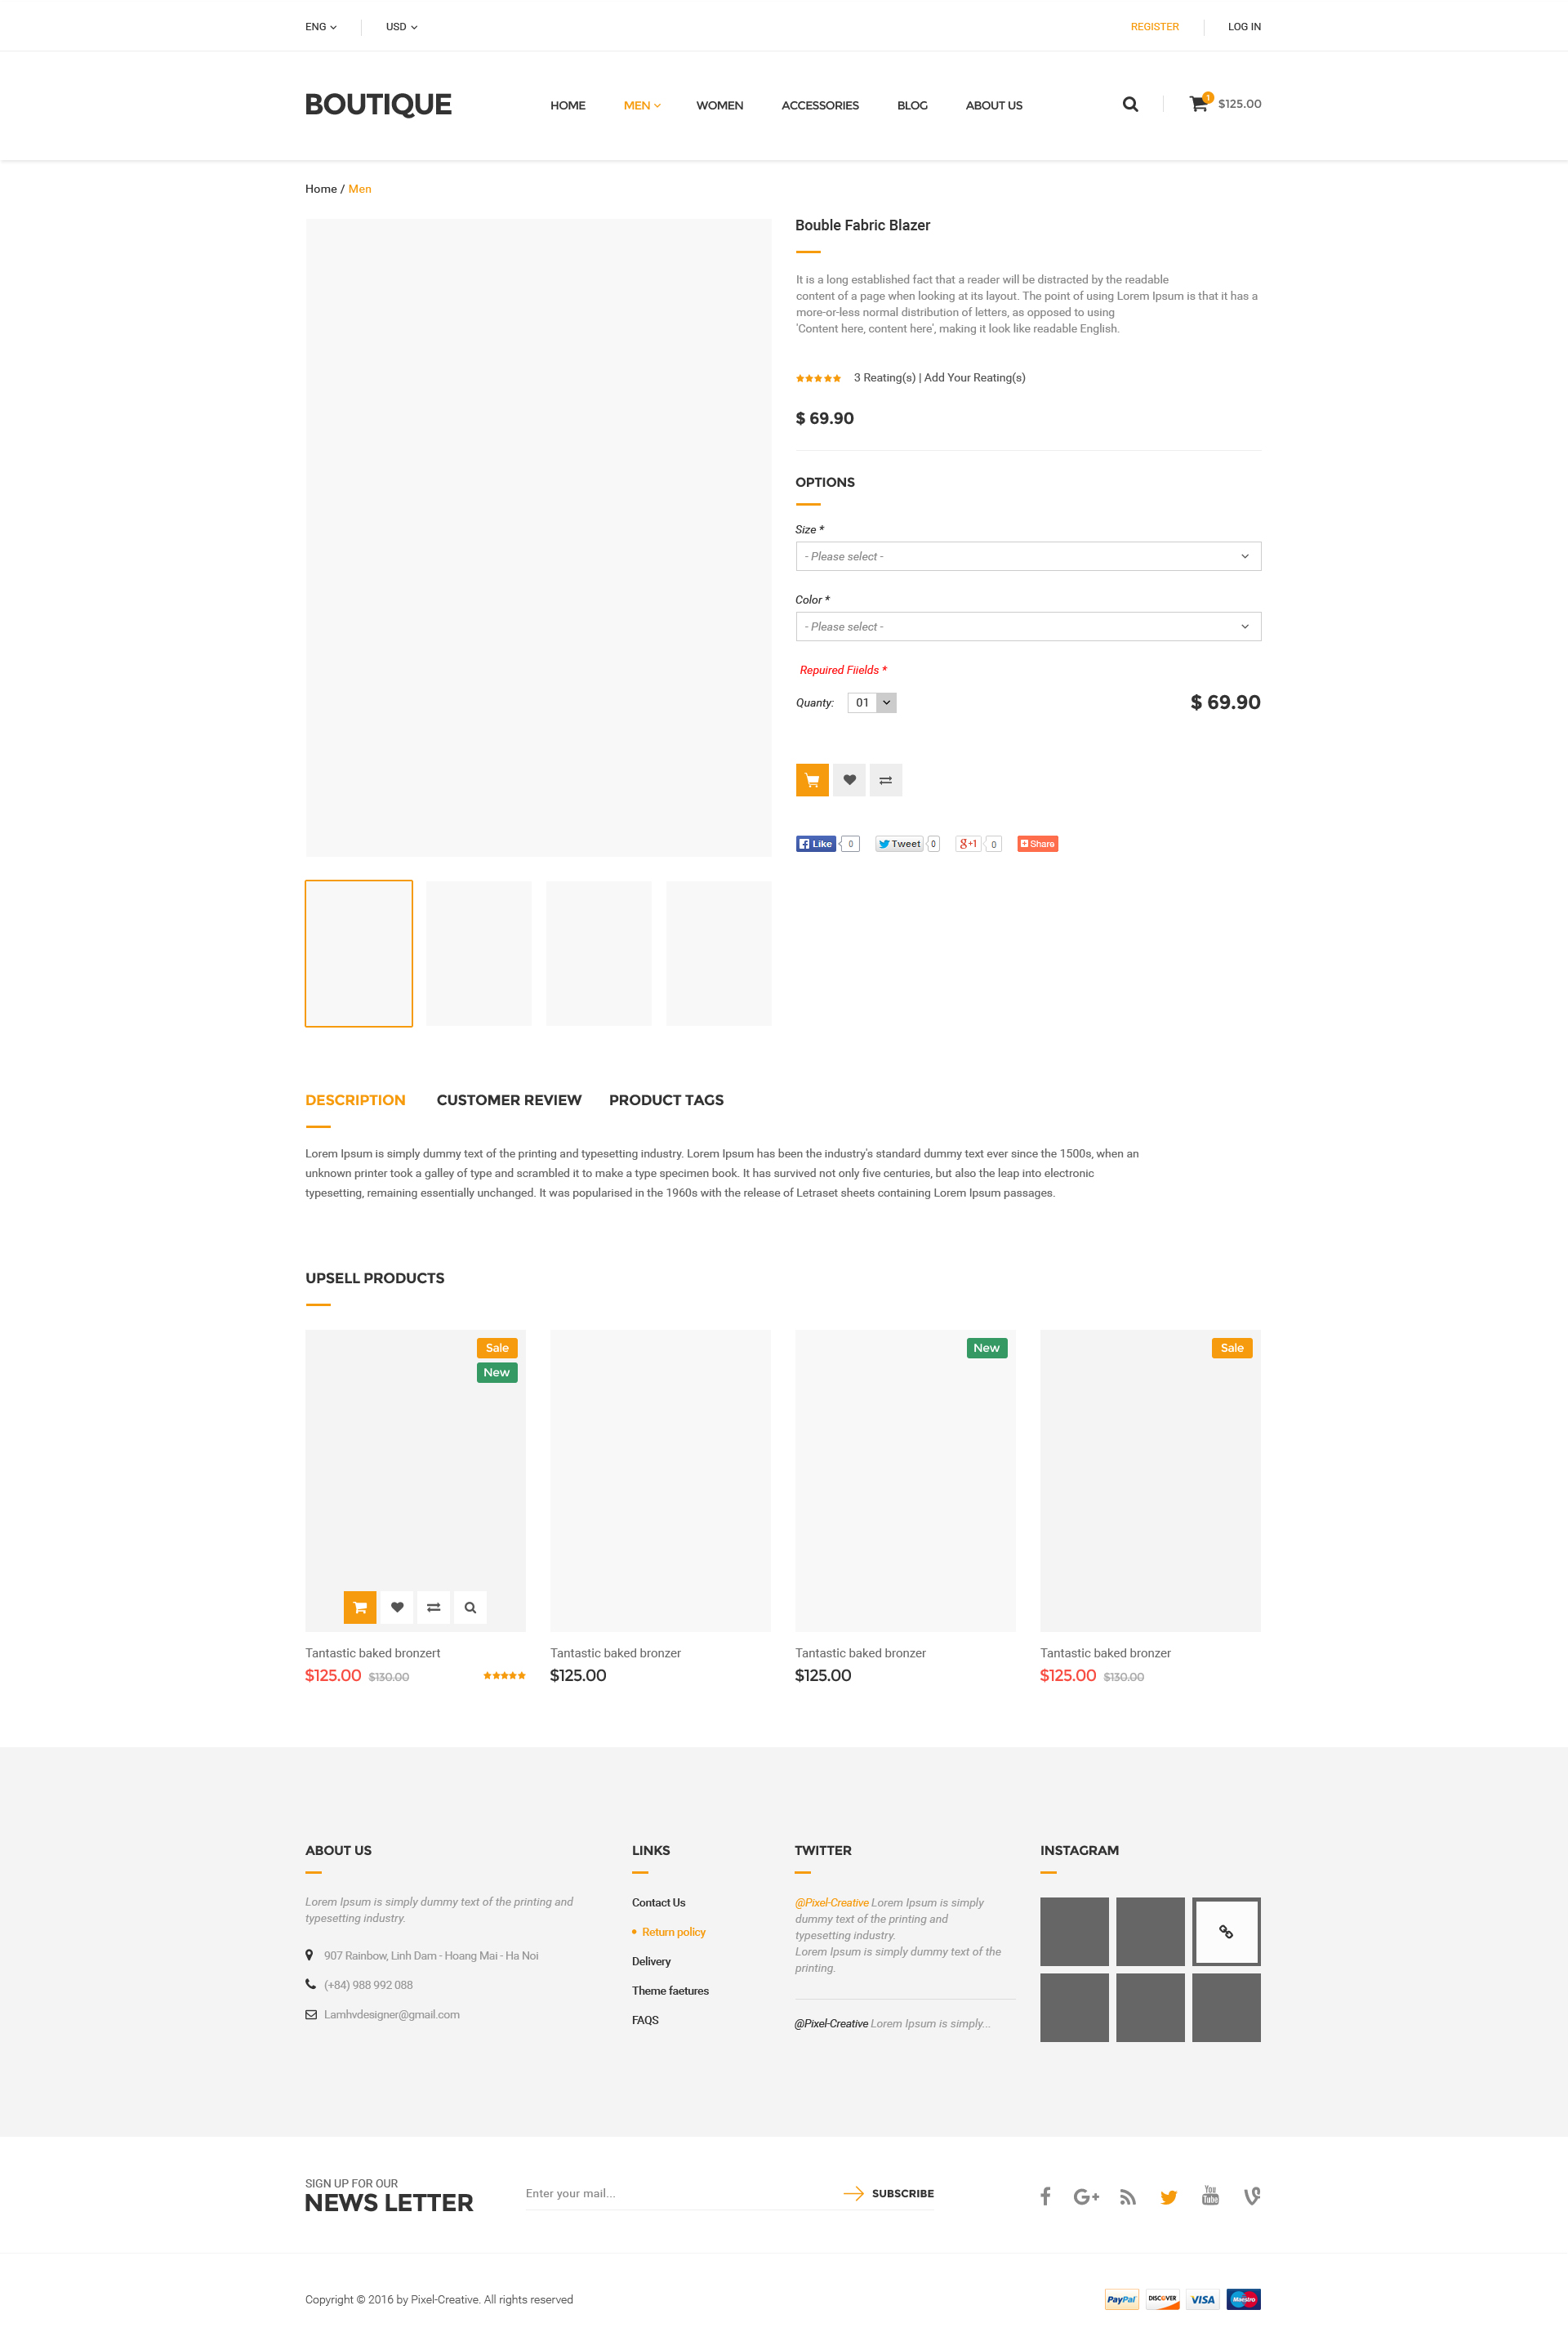 ENG USD REGISTER LOG IN
BOUTIQUE HOME MEN WOMEN ACCESSORIES BLOG ABOUT US 1 $125.00
Home / Men
Bouble Fabric Blazer
It is a long established fact that a reader will be distracted by the readable
content of a page when looking at its layout. The point of using Lorem Ipsum is that it has a
more-or-less normal distribution of letters, as opposed to using
'Content here, content here', making it look like readable English.
3 Reating(s) | Add Your Reating(s)
$ 69.90
OPTIONS
Size *
- Please select -
Color *
- Please select -
Repuired Fiields *
Quanty: 01 $ 69.90
Like 0 Tweet 0 g+1 0 Share
DESCRIPTION CUSTOMER REVIEW PRODUCT TAGS
Lorem Ipsum is simply dummy text of the printing and typesetting industry. Lorem Ipsum has been the industry's standard dummy text ever since the 1500s, when an
unknown printer took a galley of type and scrambled it to make a type specimen book. It has survived not only five centuries, but also the leap into electronic
typesetting, remaining essentially unchanged. It was popularised in the 1960s with the release of Letraset sheets containing Lorem Ipsum passages.
UPSELL PRODUCTS
Sale New Sale
New
Tantastic baked bronzert Tantastic baked bronzer Tantastic baked bronzer Tantastic baked bronzer
$125.00 $130.00 $125.00 $125.00 $125.00 $130.00
ABOUT US
Lorem Ipsum is simply dummy text of the printing and
typesetting industry.
907 Rainbow, Linh Dam - Hoang Mai - Ha Noi
(+84) 988 992 088
Lamhvdesigner@gmail.com
LINKS
Contact Us
Return policy
Delivery
Theme faetures
FAQS
TWITTER
@Pixel-Creative Lorem Ipsum is simply
dummy text of the printing and
typesetting industry.
Lorem Ipsum is simply dummy text of the
printing.
@Pixel-Creative Lorem Ipsum is simply...
INSTAGRAM
SIGN UP FOR OUR
NEWS LETTER
Enter your mail... SUBSCRIBE
G+ You Tube
Copyright © 2016 by Pixel-Creative. All rights reserved
PayPal DISCOVER VISA Maestro